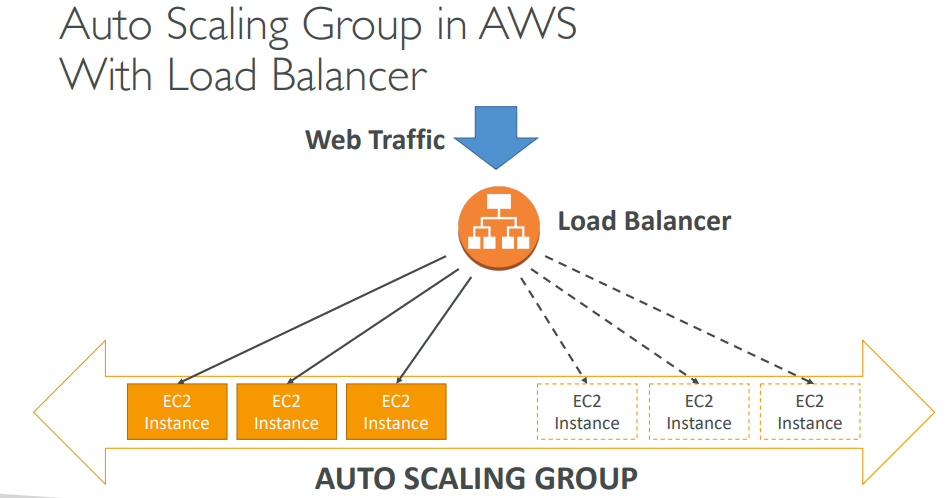 Auto Scaling Group in AWS
With Load Balancer
Web Traffic
Load Balancer
EC2
Instance
EC2
Instance
EC2
Instance
EC2
Instance
EC2
Instance
EC2
Instance
AUTO SCALING GROUP